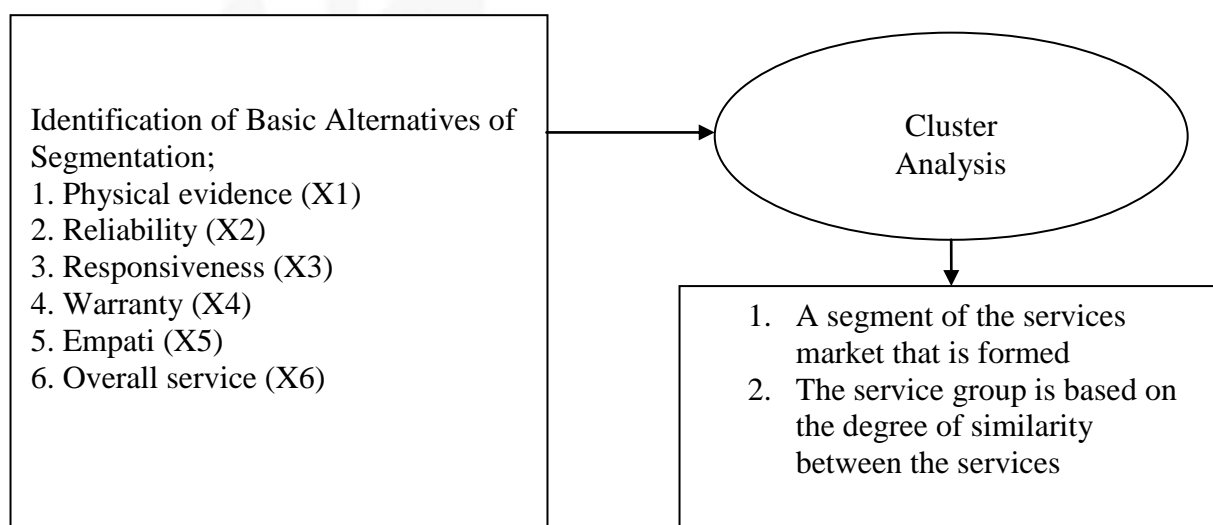 Identification of Basic Alternatives of
Segmentation;
1. Physical evidence (X1)
2. Reliability (X2)
3. Responsiveness (X3)
4. Warranty (X4)
5. Empati (X5)
6. Overall service (X6)
Cluster
Analysis
1. A segment of the services
market that is formed
2. The service group is based on
the degree of similarity
between the services